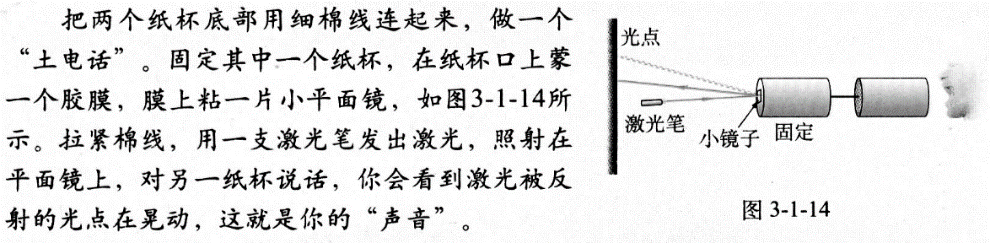 把两个纸杯底部用细棉线连起来，做一个
“土电话”。固定其中一个纸杯，在纸杯口上蒙
一个胶膜，膜上粘一片小平面镜，如图3-1-14所
示。拉紧棉线，用一支激光笔发出激光，照射在
平面镜上，对另一纸杯说话，你会看到激光被反
射的光点在晃动，这就是你的“声音”。
光点
激光笔
小镜子
固定
图 3-1-14